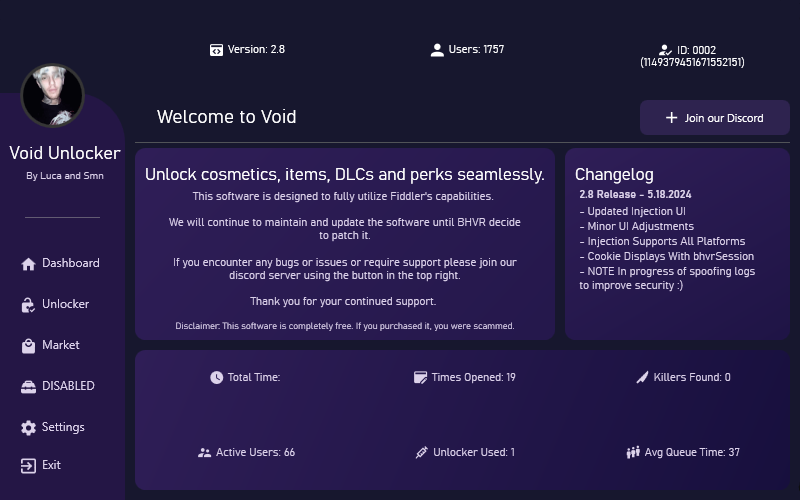 Version: 2.8
Users: 1757
ID: 0002
(1149379451671552151)
Welcome to Void
Join our Discord
Void Unlocker
By Luca and Smn
Dashboard
Unlocker
Market
DISABLED
Settings
Exit
Unlock cosmetics, items, DLCs and perks seamlessly.
This software is designed to fully utilize Fiddler's capabilities.
We will continue to maintain and update the software until BHVR decide
to patch it.
If you encounter any bugs or issues or require support please join our
discord server using the button in the top right.
Thank you for your continued support.
Disclaimer: This software is completely free. If you purchased it, you were scammed.
Changelog
2.8 Release - 5.18.2024
- Updated Injection UI
- Minor UI Adjustments
- Injection Supports All Platforms
- Cookie Displays With bhvrSession
- NOTE In progress of spoofing logs
to improve security :)
Total Time:
Times Opened: 19
Killers Found: 0
Active Users: 66
Unlocker Used: 1
Avg Queue Time: 37